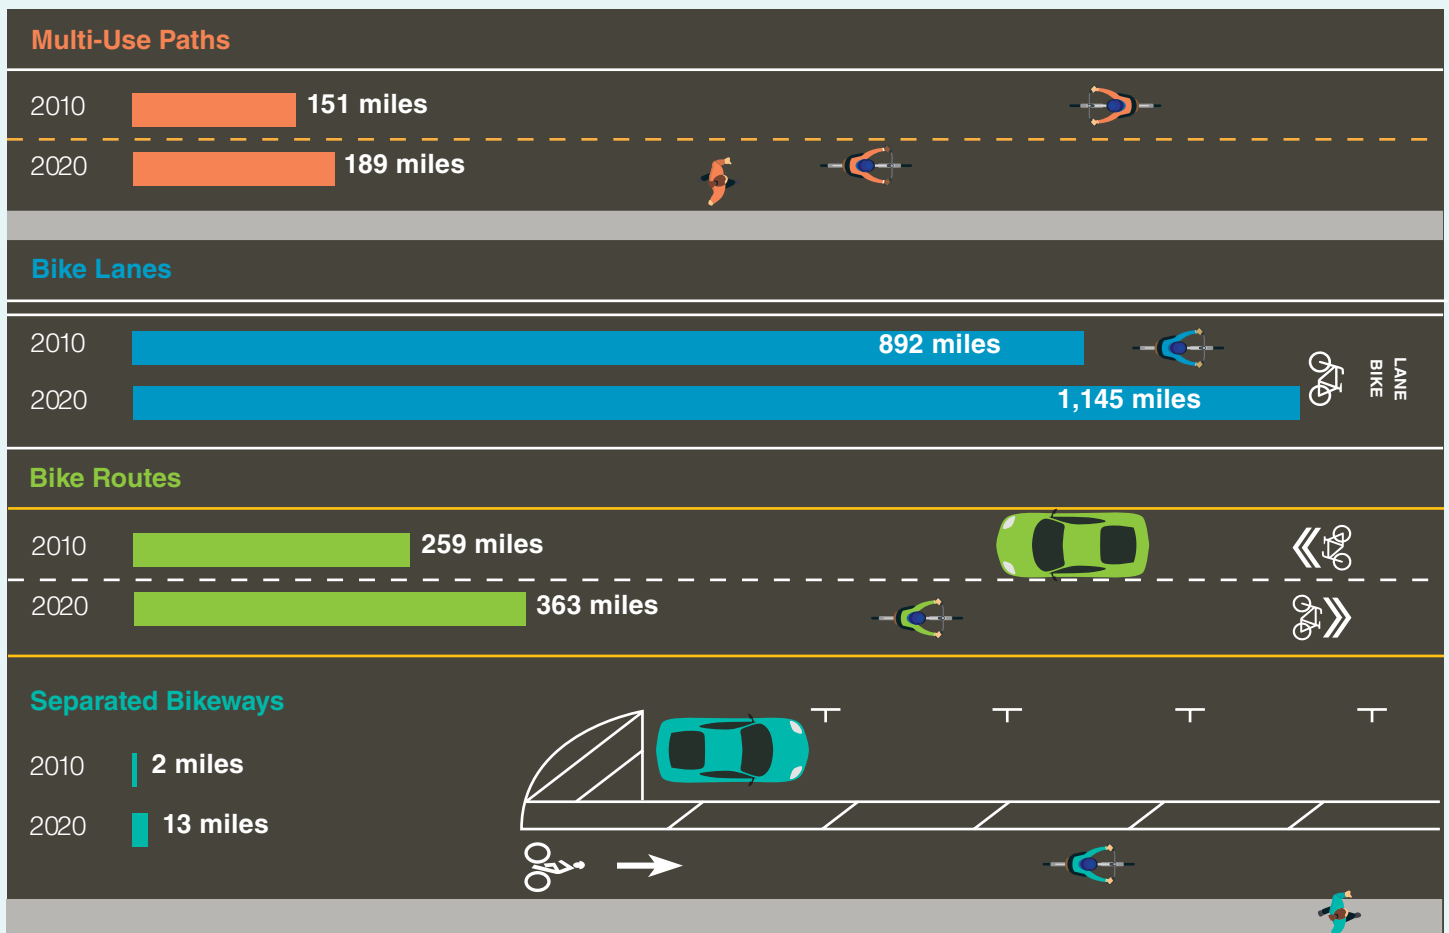 Multi-Use Paths
2010 151 miles
2020 189 miles
Bike Lanes
2010 892 miles
2020 1,145 miles
LANE
BIKE
Bike Routes
2010 259 miles
2020 363 miles
Separated Bikeways
2010 2 miles
2020 13 miles